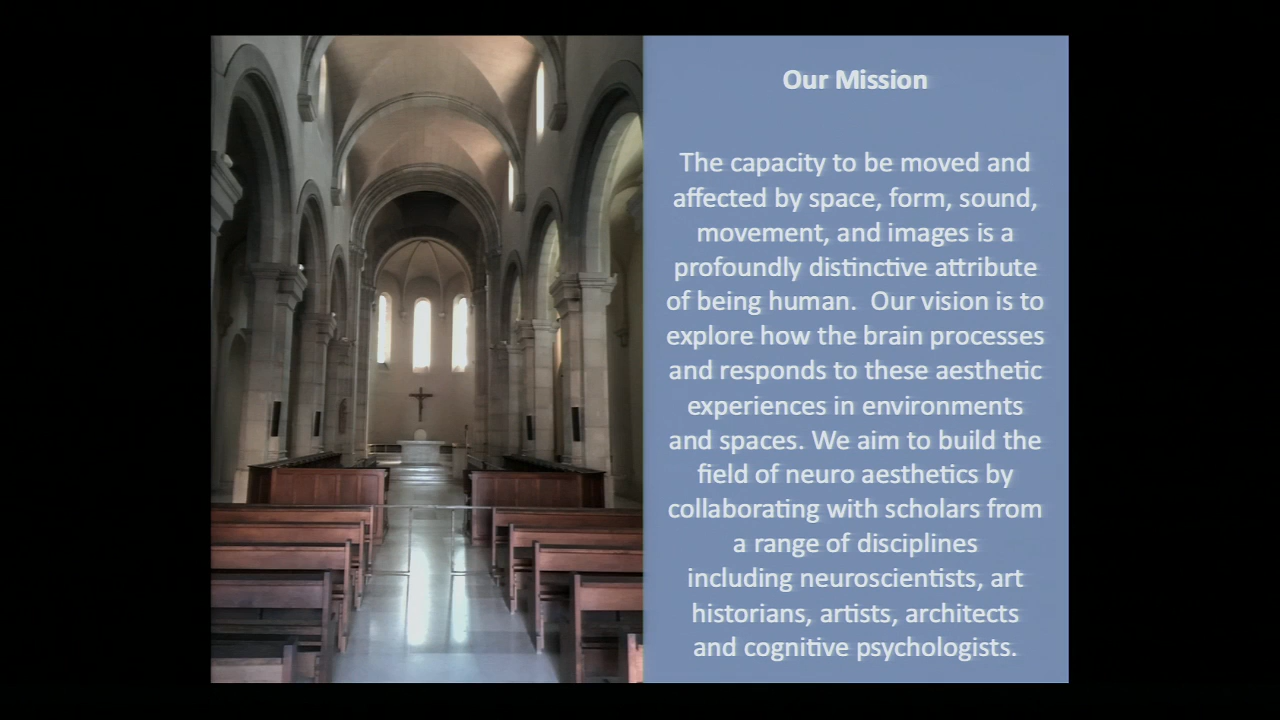 Our Mission
The capacity to be moved and
affected by space, form, sound,
movement, and images is a
profoundly distinctive attribute
of being human.  Our vision is to
explore how the brain processes
and responds to these aesthetic
experiences in environments
and spaces. We aim to build the
field of neuro aesthetics by
collaborating with scholars from
a range of disciplines
including neuroscientists, art
historians, artists, architects
and cognitive psychologists.